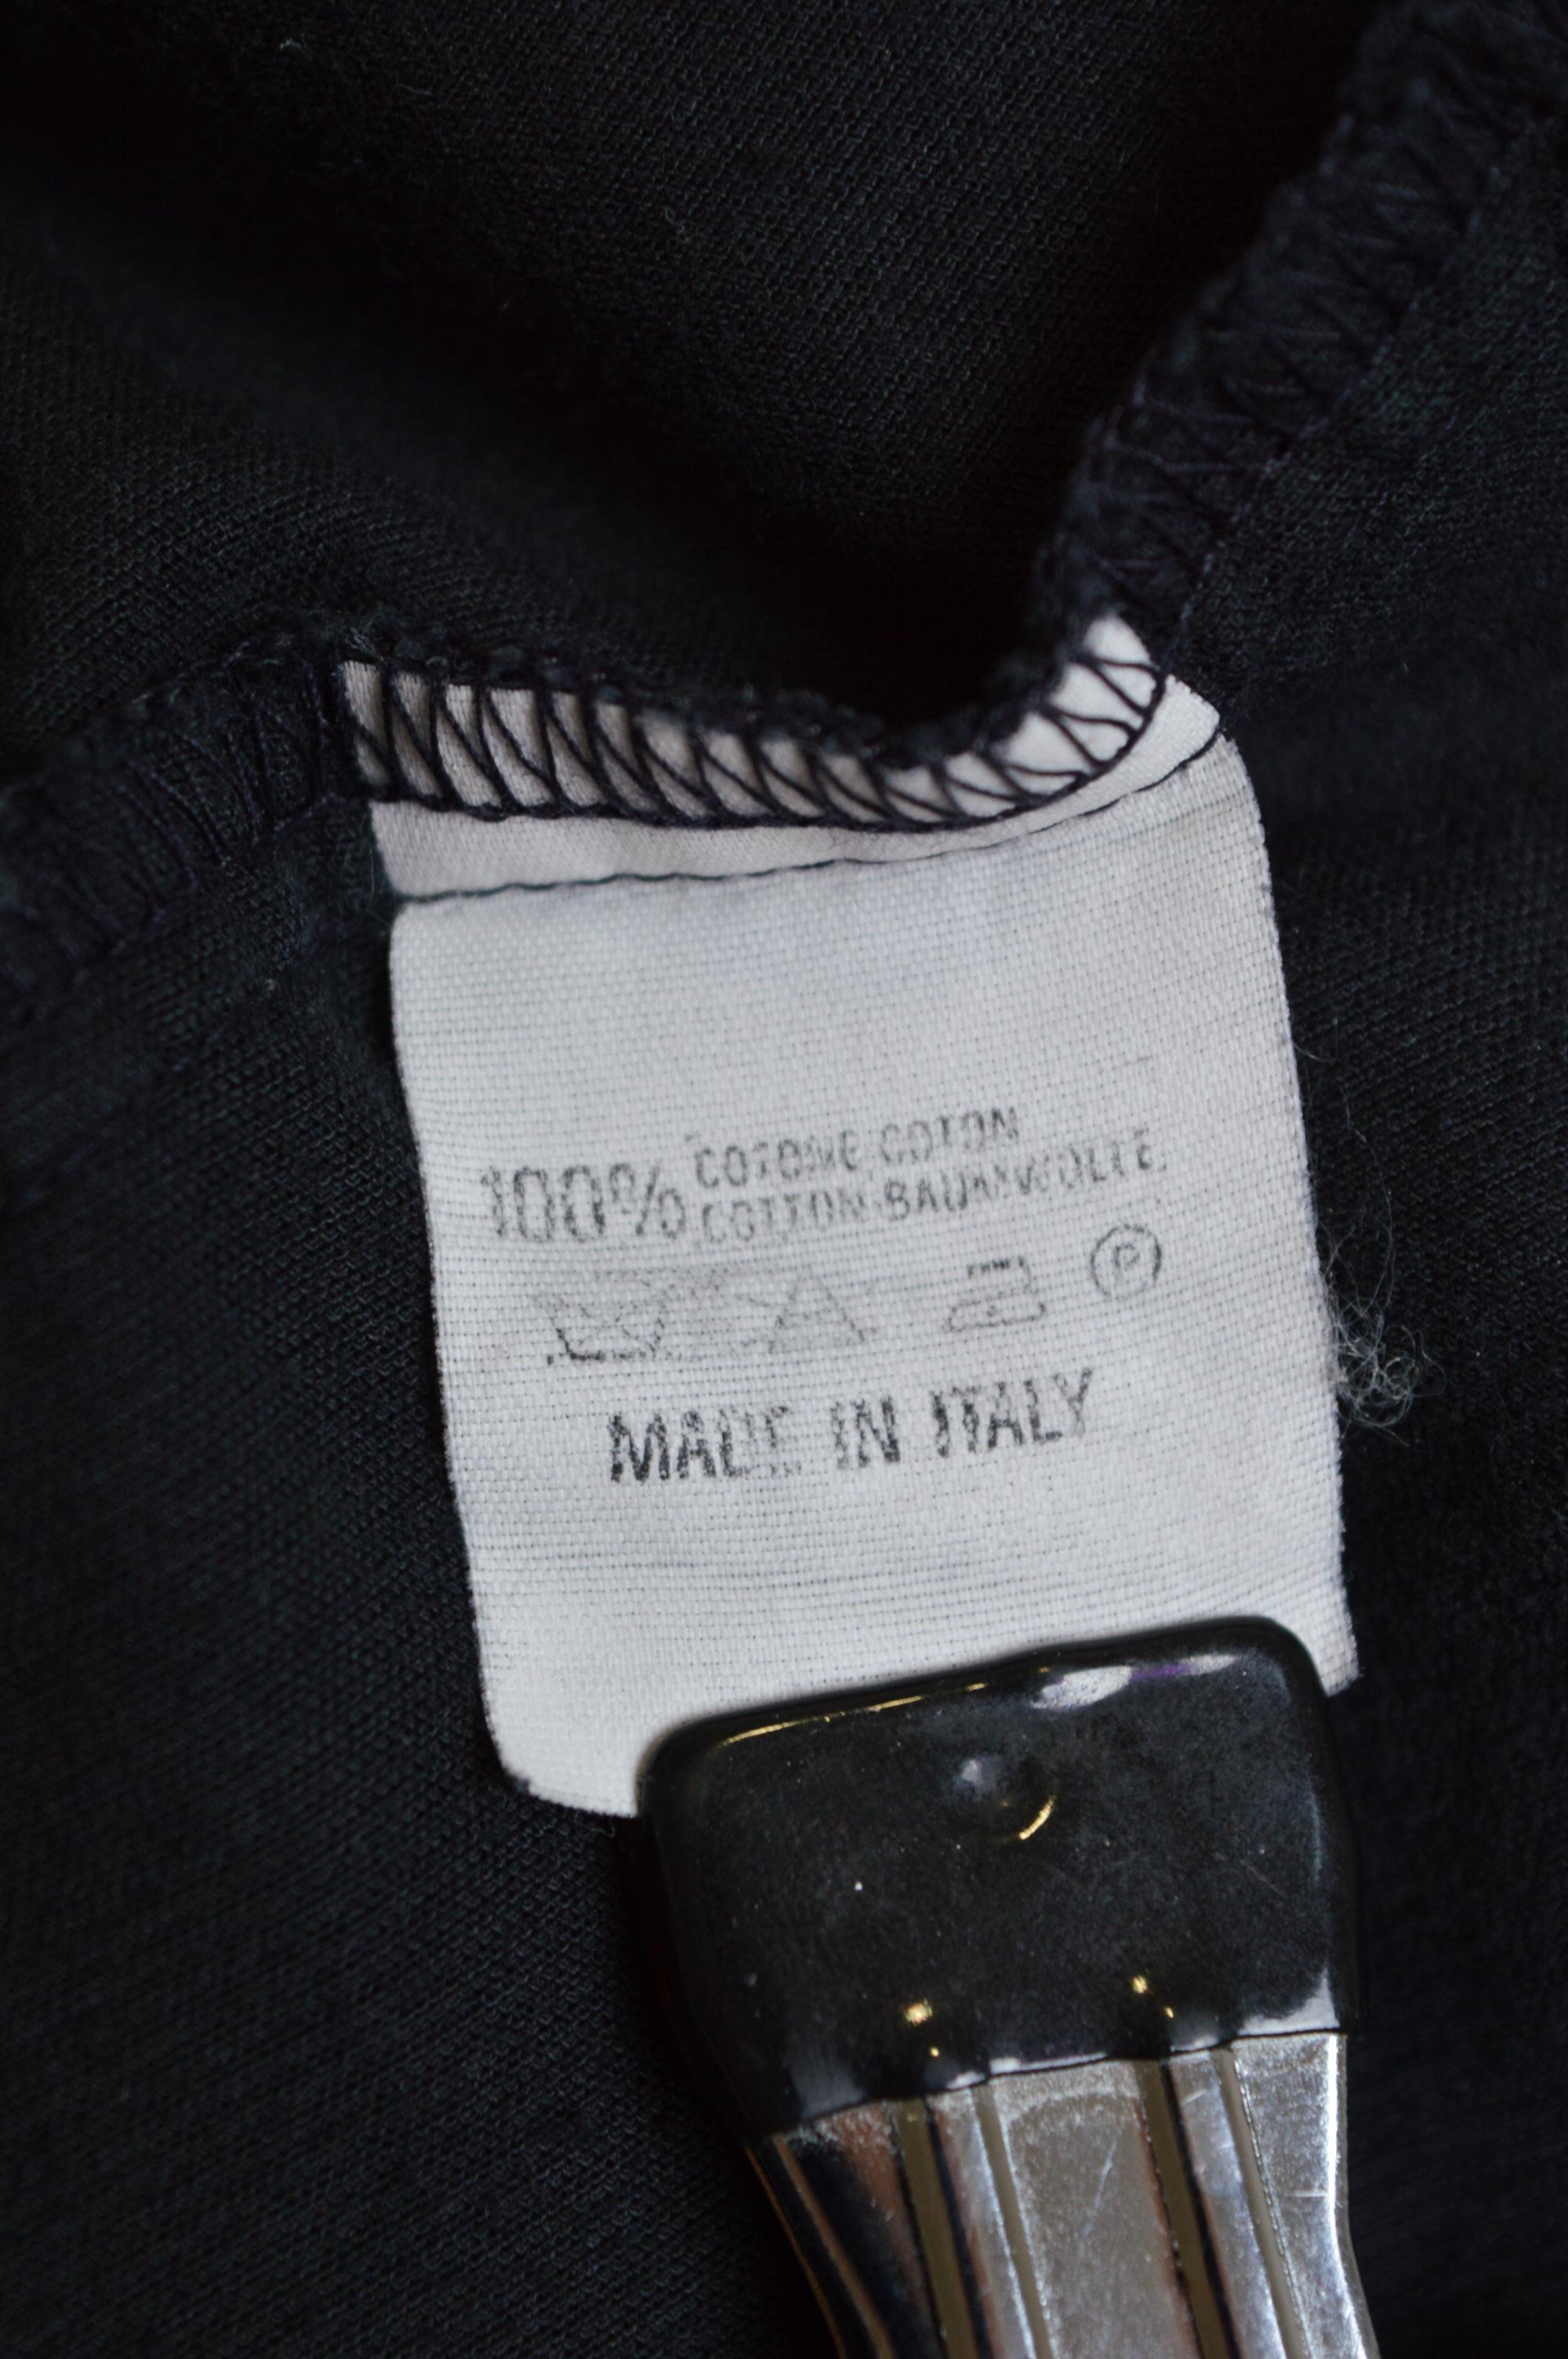 100% COTONE·COTON
COTTON·BAUMWOLLE
P
MADE IN ITALY